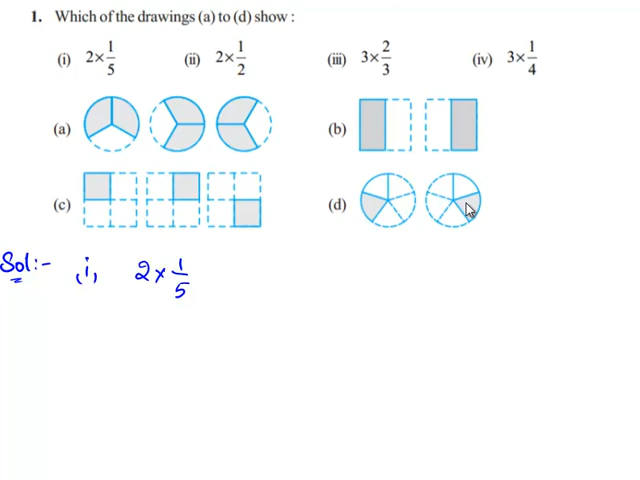 1. Which of the drawings (a) to (d) show :
(i) 2×1/5 (ii) 2×1/2 (iii) 3×2/3 (iv) 3×1/4
(a) (b)
(c) (d)
Sol:- (i) 2×1/5